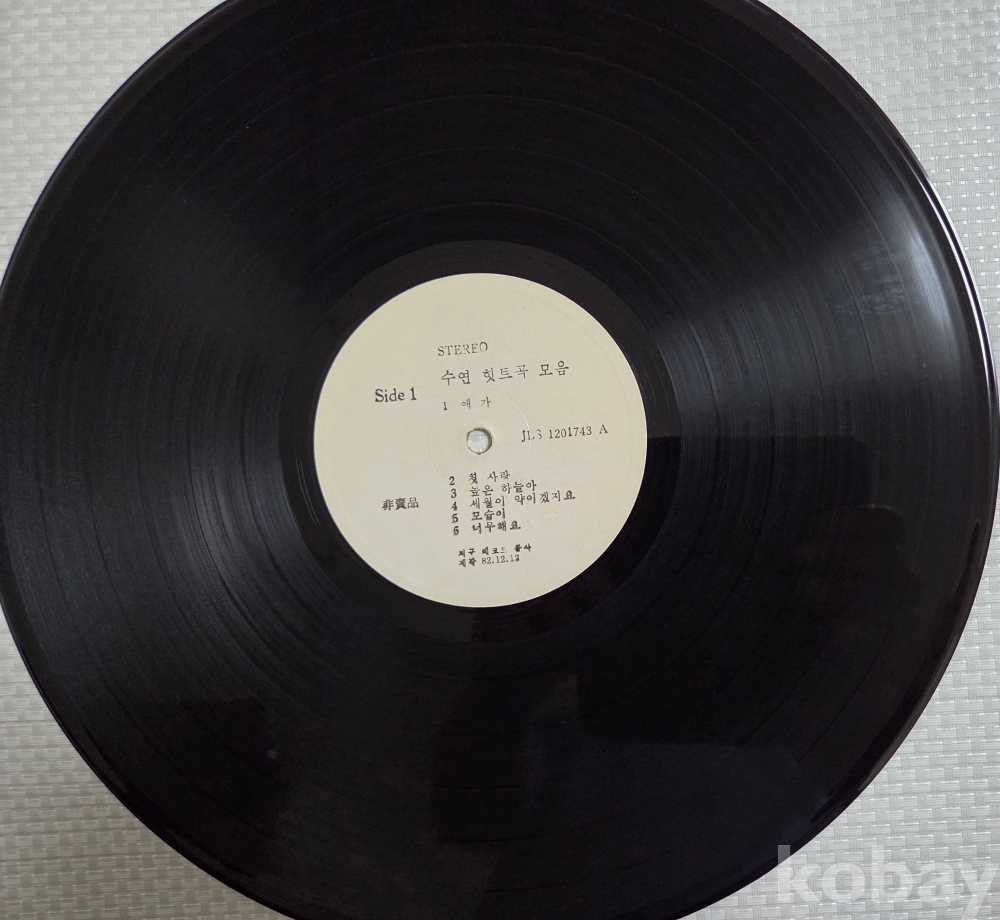 STEREO
수연 힛트곡 모음
Side 1
1 애가
JLS 1201743 A
2 첫 사랑
3 높은 하늘아
4 세월이 약이겠지요
非賣品
5 모습이
6 너무해요
지구 레코드 공사
제작 82.12.13
kobay